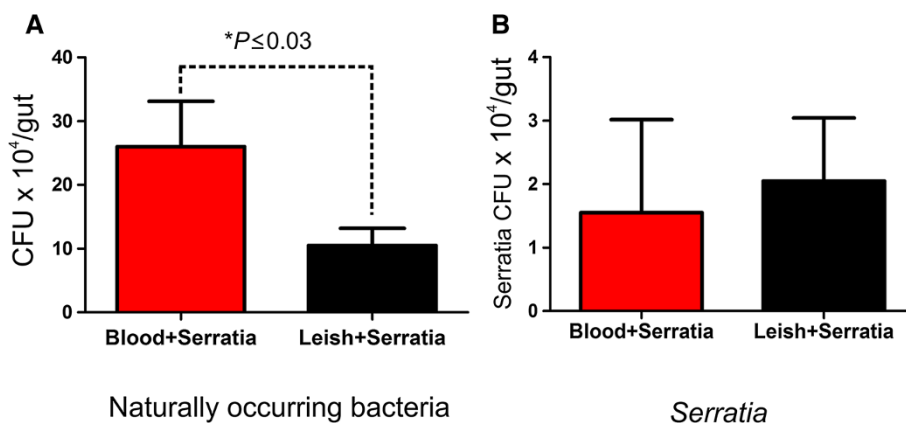 A
*P≤0.03
CFU x 10⁴/gut
40
30
20
10
0
Blood+Serratia Leish+Serratia
Naturally occurring bacteria
B
Serratia CFU x 10⁴/gut
4
3
2
1
0
Blood+Serratia Leish+Serratia
Serratia